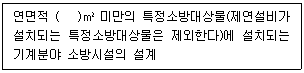 연면적 (   )㎡ 미만의 특정소방대상물(제연설비가
설치되는 특정소방대상물은 제외한다)에 설치되는
기계분야 소방시설의 설계